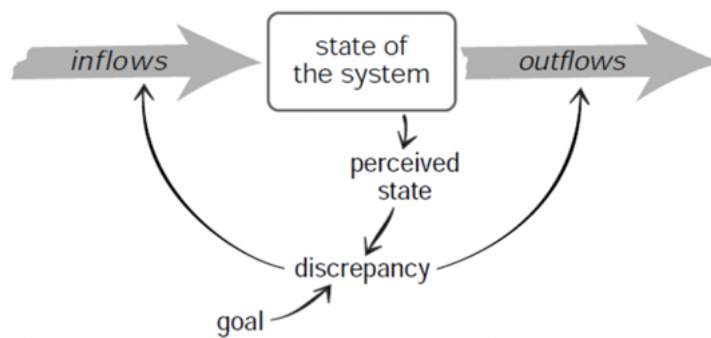 inflows
state of
the system
outflows
perceived
state
discrepancy
goal